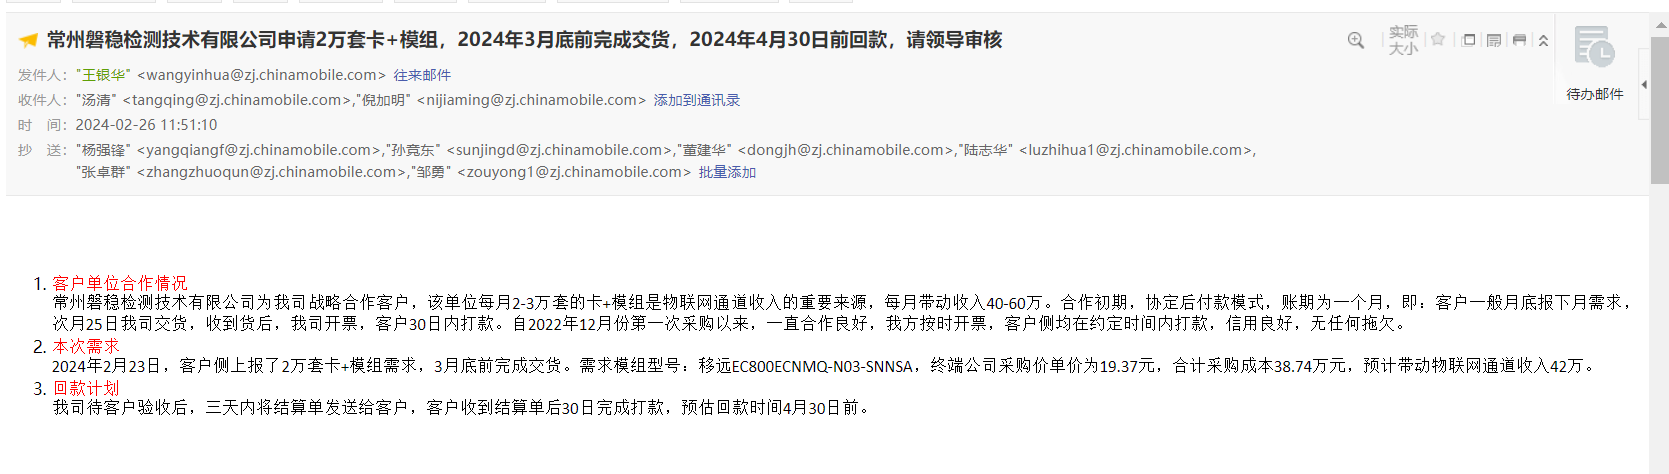 常州磐稳检测技术有限公司申请2万套卡+模组，2024年3月底前完成交货，2024年4月30日前回款，请领导审核
实际大小
发件人："王银华" <wangyinhua@zj.chinamobile.com> 往来邮件
收件人："汤清" <tangqing@zj.chinamobile.com>,"倪加明" <nijiaming@zj.chinamobile.com> 添加到通讯录
待办邮件
时 间：2024-02-26 11:51:10
抄 送："杨强锋" <yangqiangf@zj.chinamobile.com>,"孙竟东" <sunjingd@zj.chinamobile.com>,"董建华" <dongjh@zj.chinamobile.com>,"陆志华" <luzhihua1@zj.chinamobile.com>,
"张卓群" <zhangzhuoqun@zj.chinamobile.com>,"邹勇" <zouyong1@zj.chinamobile.com> 批量添加
1. 客户单位合作情况
常州磐稳检测技术有限公司为我司战略合作客户，该单位每月2-3万套的卡+模组是物联网通道收入的重要来源，每月带动收入40-60万。合作初期，协定后付款模式，账期为一个月，即：客户一般月底报下月需求，
次月25日我司交货，收到货后，我司开票，客户30日内打款。自2022年12月份第一次采购以来，一直合作良好，我方按时开票，客户侧均在约定时间内打款，信用良好，无任何拖欠。
2. 本次需求
2024年2月23日，客户侧上报了2万套卡+模组需求，3月底前完成交货。需求模组型号：移远EC800ECNMQ-N03-SNNSA，终端公司采购价单价为19.37元，合计采购成本38.74万元，预计带动物联网通道收入42万。
3. 回款计划
我司待客户验收后，三天内将结算单发送给客户，客户收到结算单后30日完成打款，预估回款时间4月30日前。